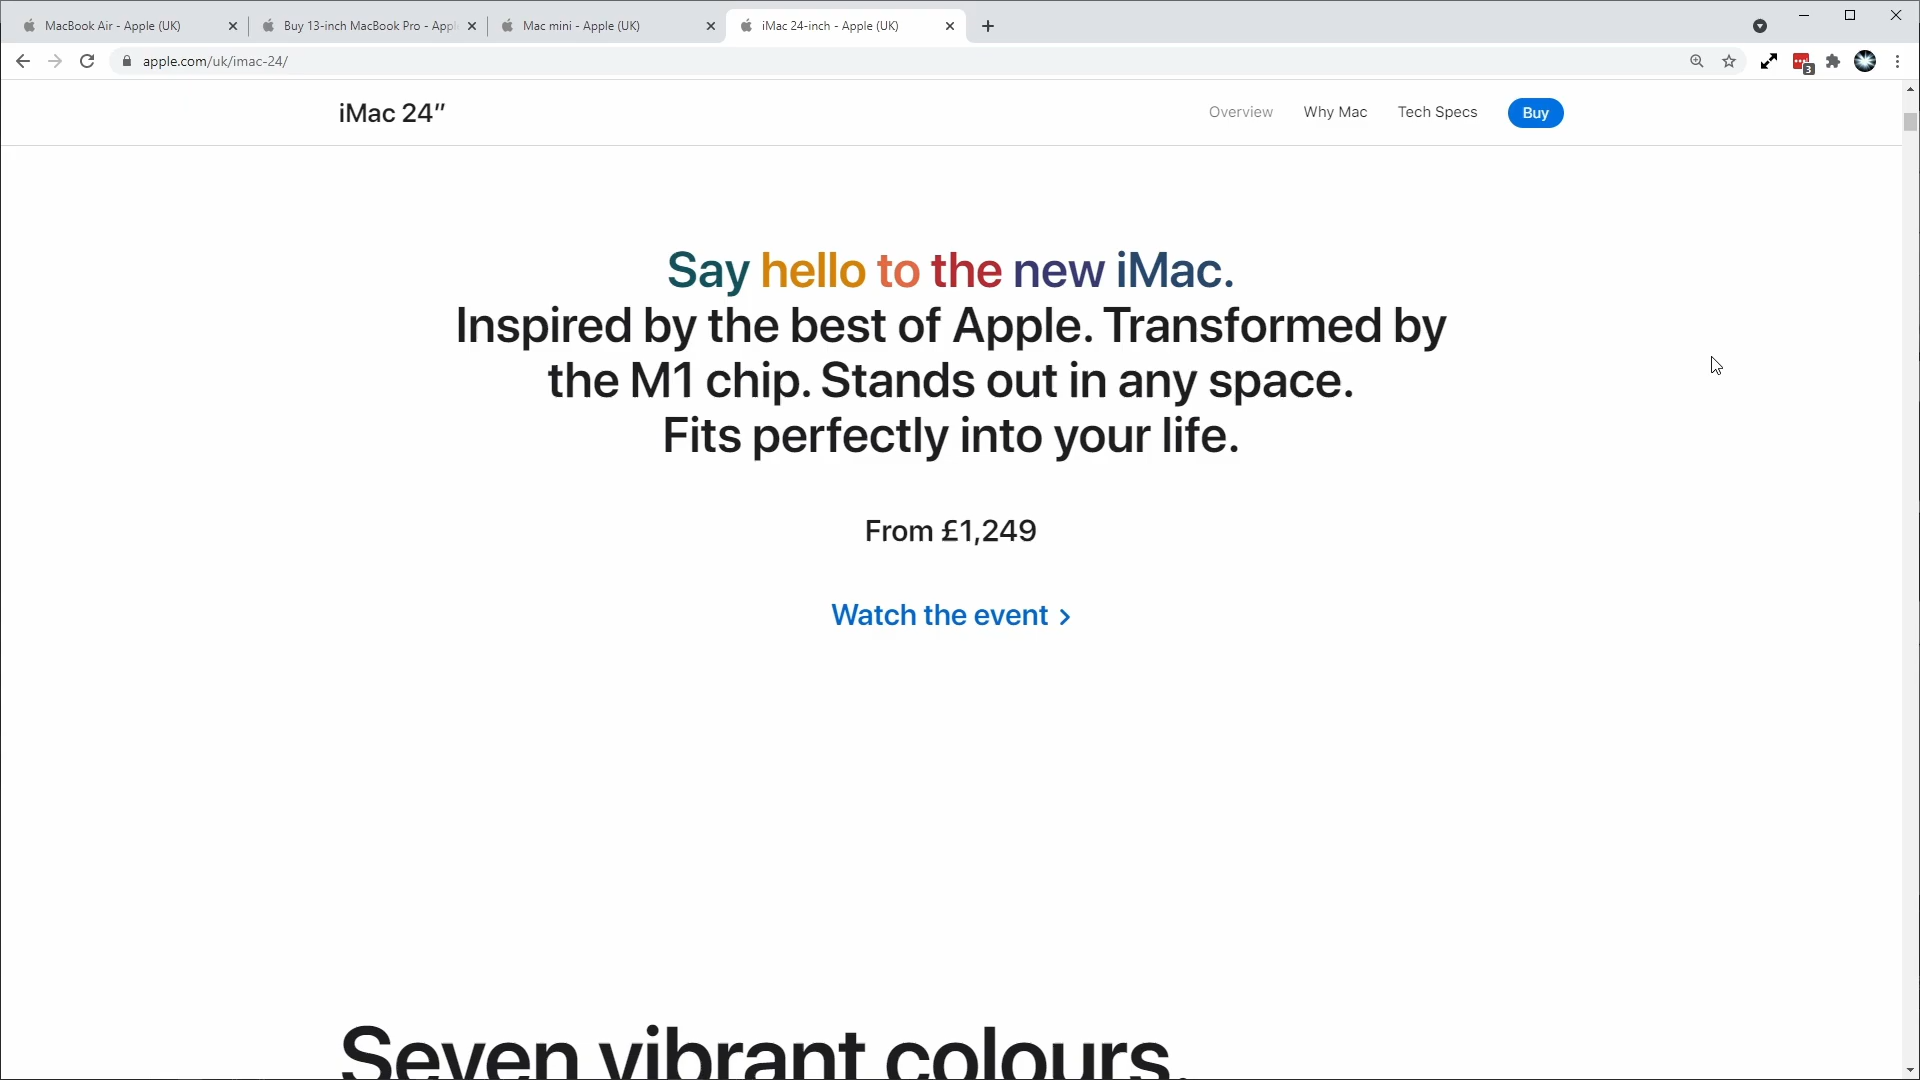 MacBook Air - Apple (UK)
Buy 13-inch MacBook Pro - Appl
Mac mini - Apple (UK)
iMac 24-inch - Apple (UK)
apple.com/uk/imac-24/
3
iMac 24″
Overview
Why Mac
Tech Specs
Buy
Say hello to the new iMac.
Inspired by the best of Apple. Transformed by
the M1 chip. Stands out in any space.
Fits perfectly into your life.
From £1,249
Watch the event >
Seven vibrant colours.